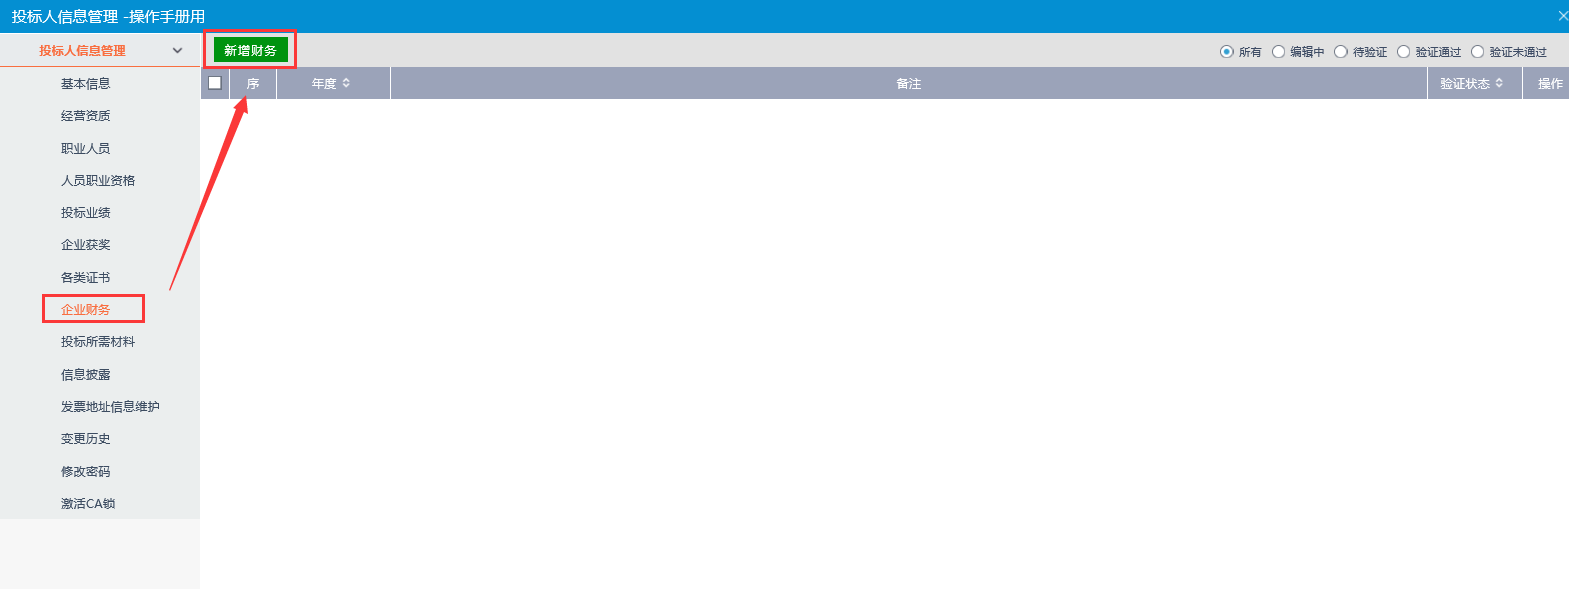 投标人信息管理 -操作手册用
投标人信息管理
新增财务
所有 编辑中 待验证 验证通过 验证未通过
序 年度 备注 验证状态 操作
基本信息
经营资质
职业人员
人员职业资格
投标业绩
企业获奖
各类证书
企业财务
投标所需材料
信息披露
发票地址信息维护
变更历史
修改密码
激活CA锁